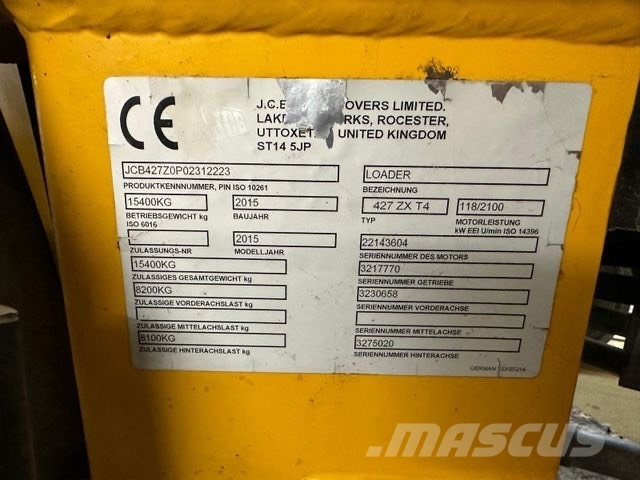 CE
J.C.B OVERS LIMITED.
LAKE RKS, ROCESTER,
UTTOXET UNITED KINGDOM
ST14 5JP
JCB427Z0P02312223
PRODUKTKENNNUMMER, PIN ISO 10261
LOADER
BEZEICHNUNG
15400KG
BETRIEBSGEWICHT kg
ISO 6016
2015
BAUJAHR
427 ZX T4
TYP
118/2100
MOTORLEISTUNG
kW EEI U/min ISO 14396
ZULASSUNGS-NR
2015
MODELLJAHR
22143604
SERIENNUMMER DES MOTORS
15400KG
ZULASSIGES GESAMTGEWICHT kg
3217770
SERIENNUMMER GETRIEBE
8200KG
ZULASSIGE VORDERACHSLAST kg
3230658
SERIENNUMMER VORDERACHSE
ZULASSIGE MITTELACHSLAST kg
SERIENNUMMER MITTELACHSE
8100KG
ZULASSIGE HINTERACHSLAST kg
3275020
SERIENNUMMER HINTERACHSE
GERMAN
MASCUS